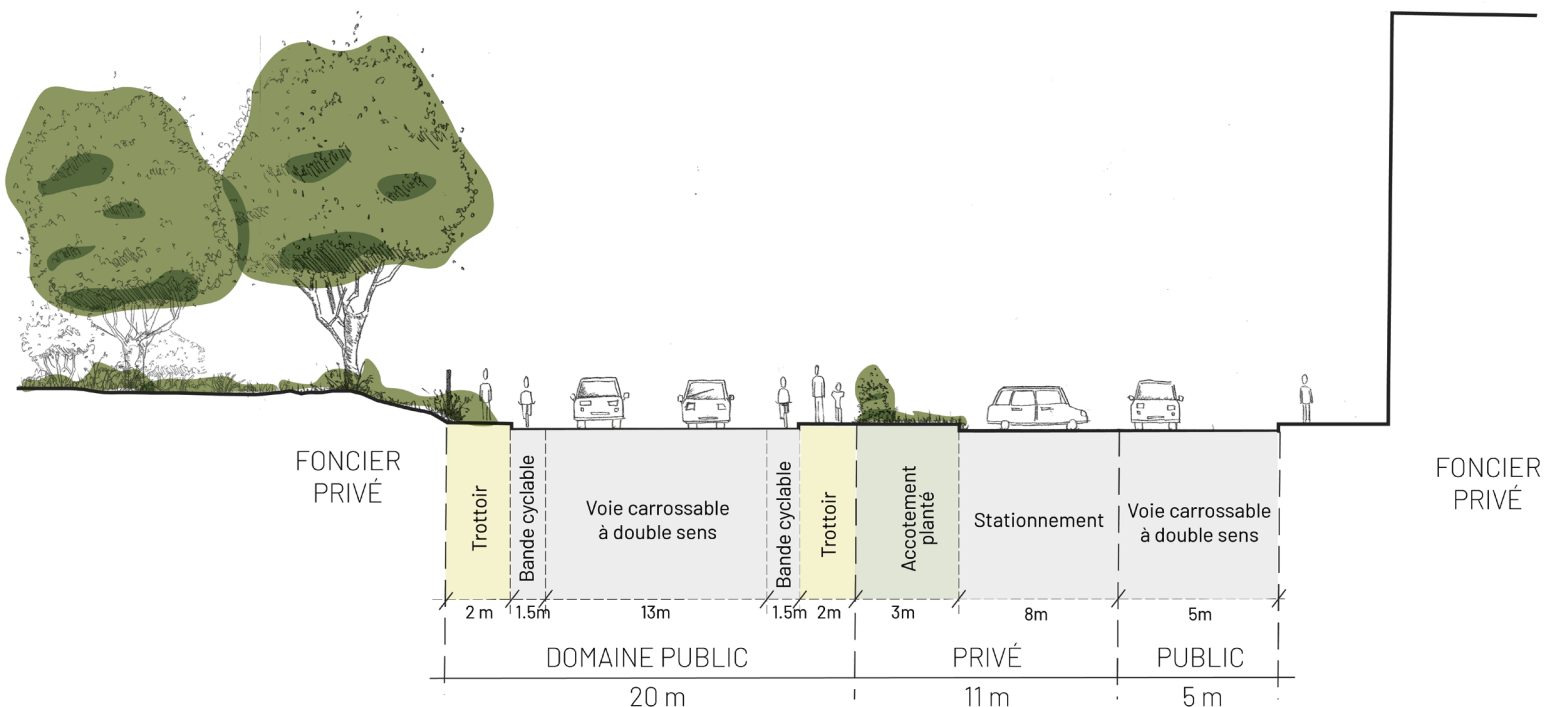 FONCIER
PRIVÉ
FONCIER
PRIVÉ
Trottoir
Bande cyclable
Voie carrossable
à double sens
Bande cyclable
Trottoir
Accotement
planté
Stationnement
Voie carrossable
à double sens
2 m
1.5m
13m
1.5m
2m
3m
8m
5m
DOMAINE PUBLIC
PRIVÉ
PUBLIC
20 m
11 m
5 m